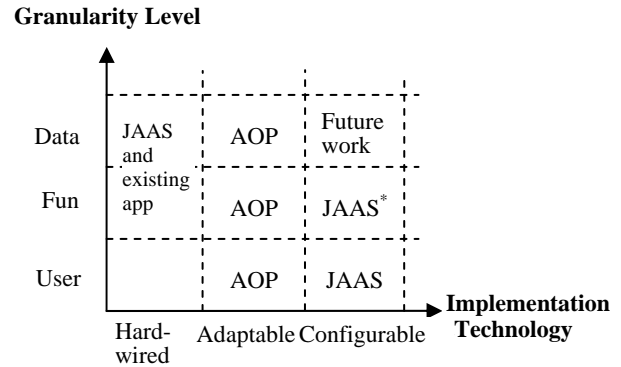 Granularity Level
Data
JAAS
and
existing
app
AOP
Future
work
Fun
AOP
JAAS*
User
AOP
JAAS
Implementation
Technology
Hard-
wired
Adaptable
Configurable